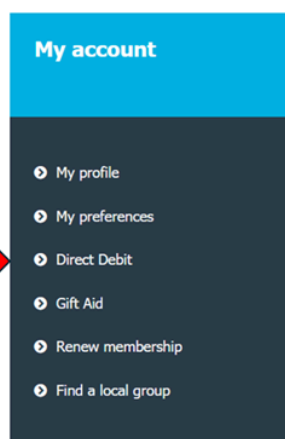 My account
My profile
My preferences
Direct Debit
Gift Aid
Renew membership
Find a local group